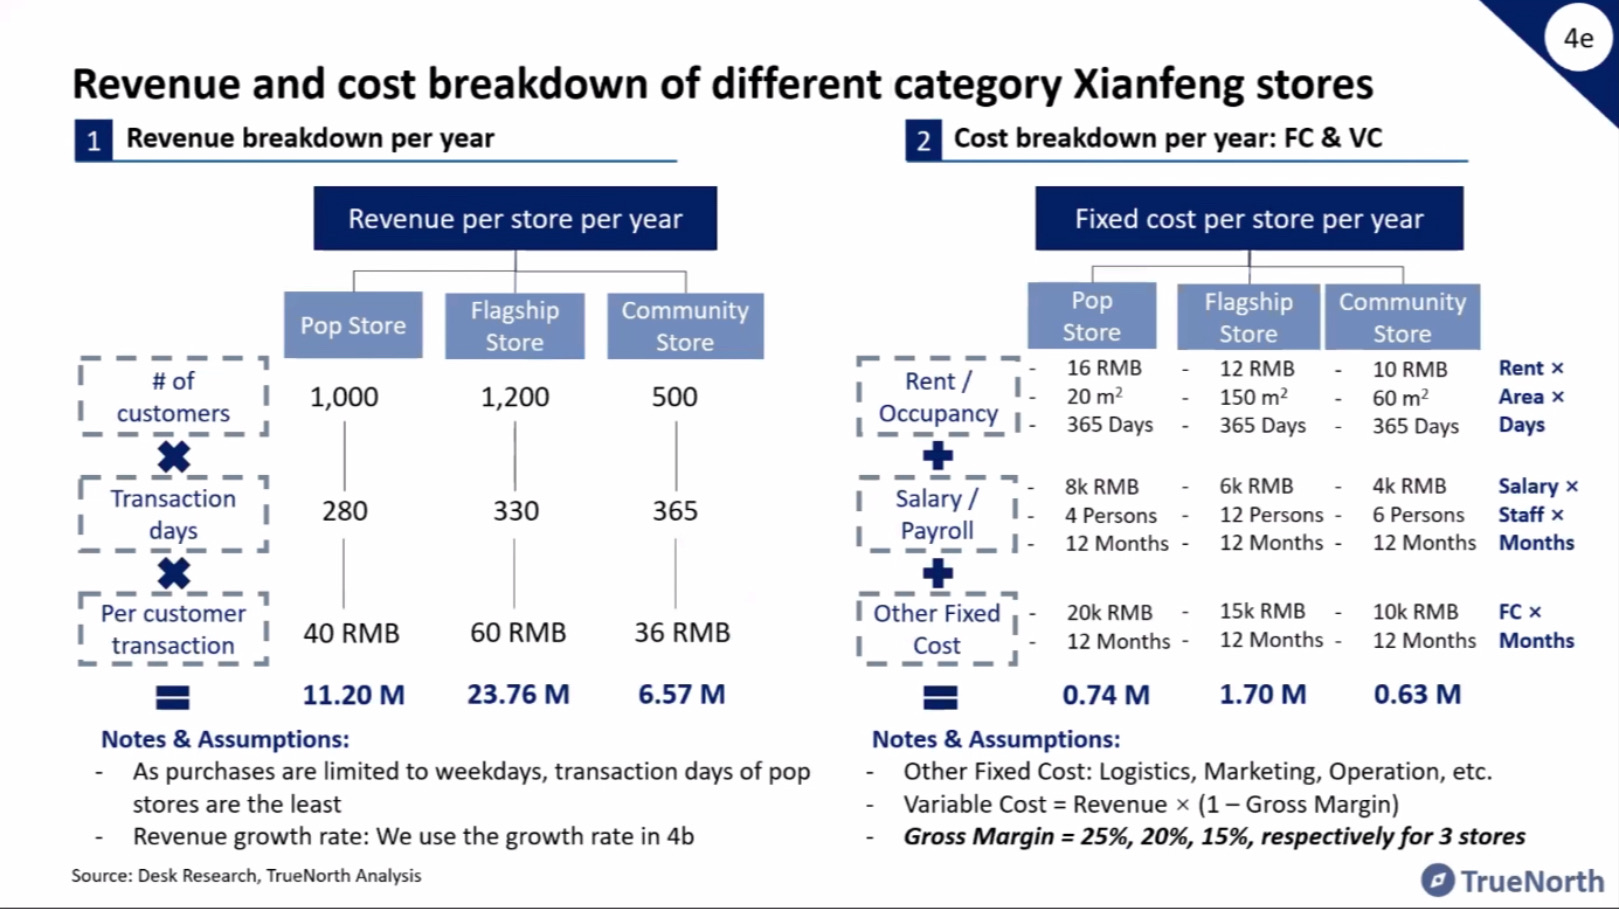 4e
Revenue and cost breakdown of different category Xianfeng stores
1 Revenue breakdown per year
Revenue per store per year
Pop Store
Flagship
Store
Community
Store
# of
customers
1,000
1,200
500
Transaction
days
280
330
365
Per customer
transaction
40 RMB
60 RMB
36 RMB
11.20 M
23.76 M
6.57 M
Notes & Assumptions:
- As purchases are limited to weekdays, transaction days of pop
stores are the least
- Revenue growth rate: We use the growth rate in 4b
2 Cost breakdown per year: FC & VC
Fixed cost per store per year
Pop
Store
Flagship
Store
Community
Store
Rent /
Occupancy
- 16 RMB - 12 RMB - 10 RMB Rent ×
- 20 m² - 150 m² - 60 m² Area ×
- 365 Days - 365 Days - 365 Days Days
Salary /
Payroll
- 8k RMB - 6k RMB - 4k RMB Salary ×
- 4 Persons - 12 Persons - 6 Persons Staff ×
- 12 Months - 12 Months - 12 Months Months
Other Fixed
Cost
- 20k RMB - 15k RMB - 10k RMB FC ×
- 12 Months - 12 Months - 12 Months Months
0.74 M
1.70 M
0.63 M
Notes & Assumptions:
- Other Fixed Cost: Logistics, Marketing, Operation, etc.
- Variable Cost = Revenue × (1 – Gross Margin)
- Gross Margin = 25%, 20%, 15%, respectively for 3 stores
Source: Desk Research, TrueNorth Analysis
TrueNorth